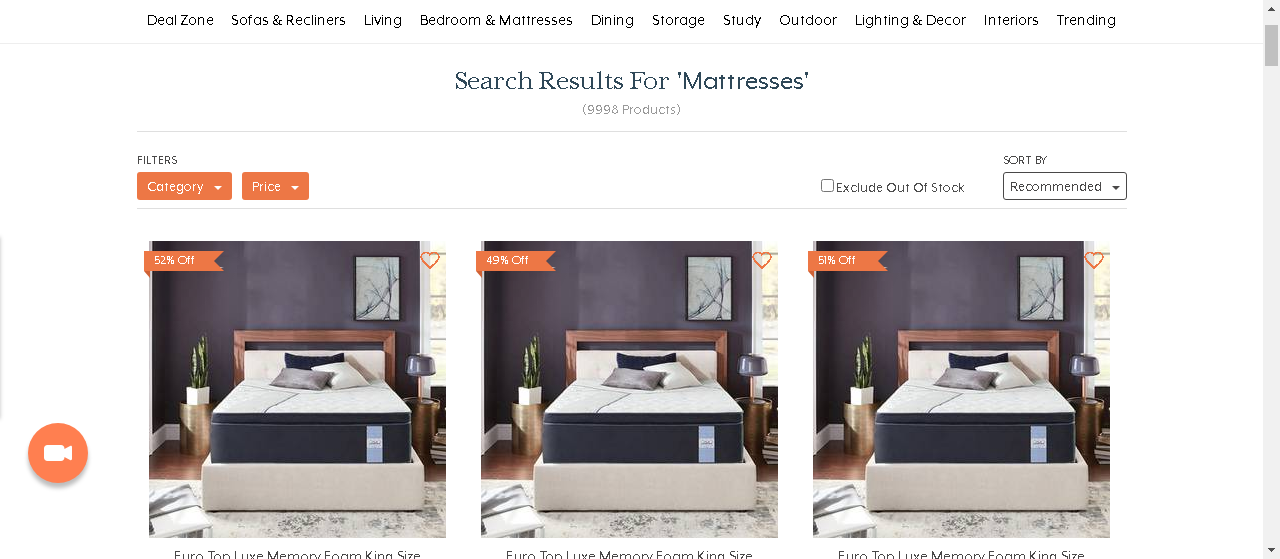 Deal Zone Sofas & Recliners Living Bedroom & Mattresses Dining Storage Study Outdoor Lighting & Decor Interiors Trending
Search Results For 'Mattresses'
(9998 Products)
FILTERS SORT BY
Category Price Exclude Out Of Stock Recommended
52% Off 49% Off 51% Off
Euro Top Luxe Memory Foam King Size Euro Top Luxe Memory Foam King Size Euro Top Luxe Memory Foam King Size